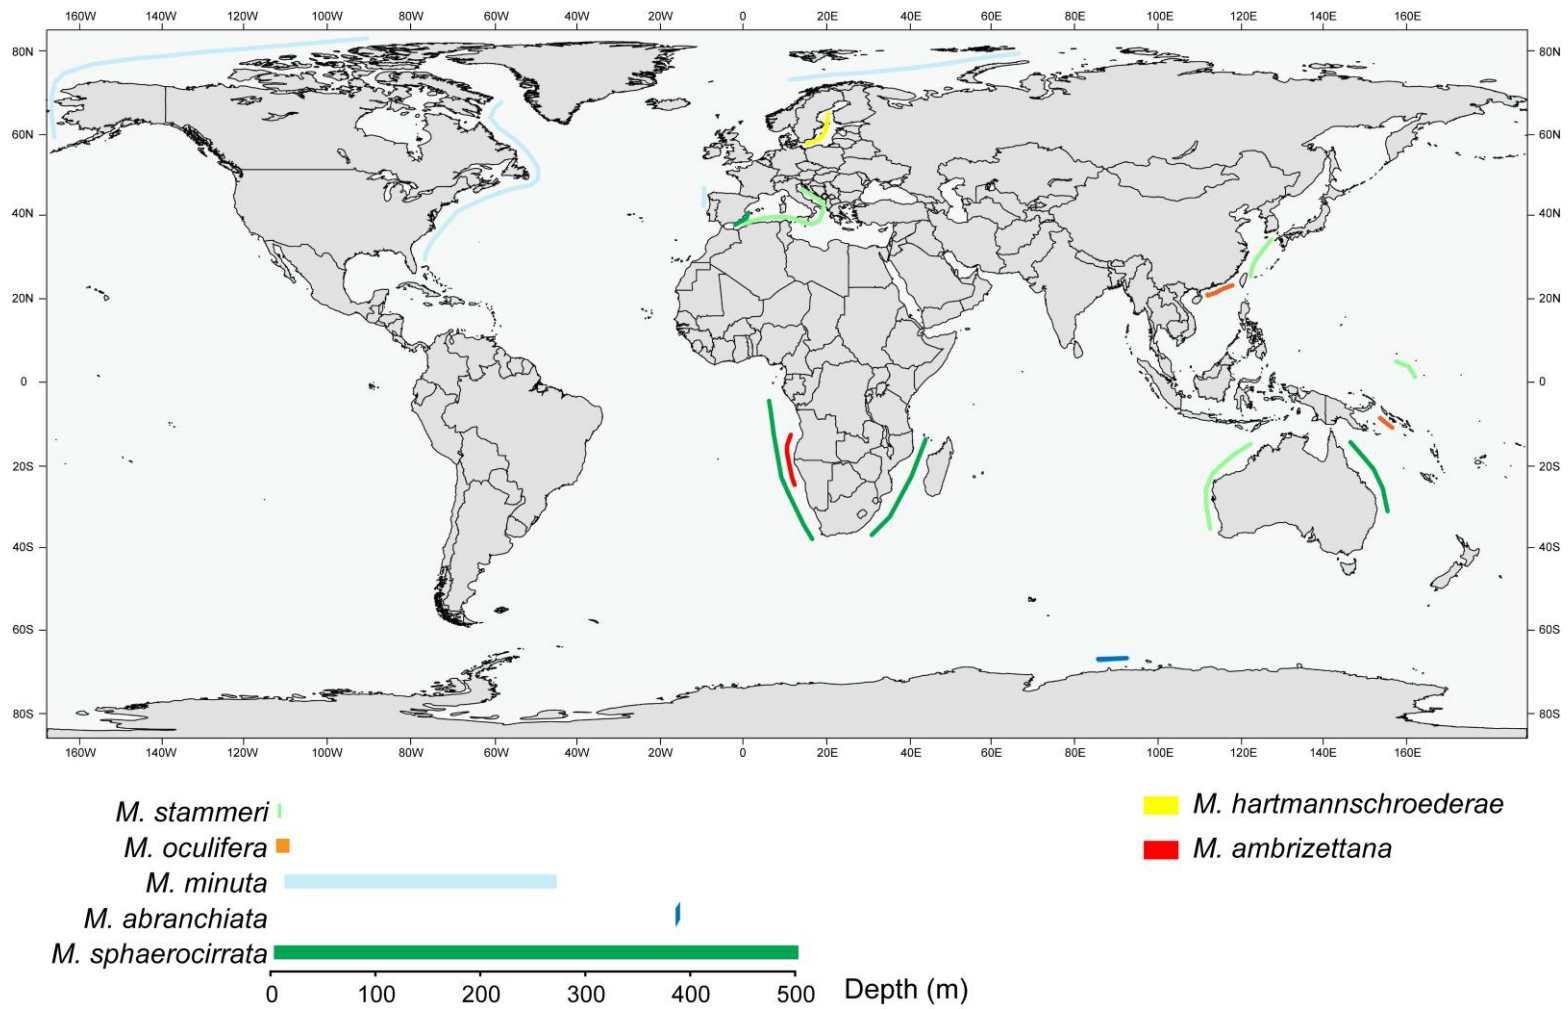 160W 140W 120W 100W 80W 60W 40W 20W 0 20E 40E 60E 80E 100E 120E 140E 160E
80N 80N
60N 60N
40N 40N
20N 20N
0 0
20S 20S
40S 40S
60S 60S
80S 80S
160W 140W 120W 100W 80W 60W 40W 20W 0 20E 40E 60E 80E 100E 120E 140E 160E
M. stammeri
M. oculifera
M. minuta
M. abranchiata
M. sphaerocirrata
0 100 200 300 400 500 Depth (m)
M. hartmannschroederae
M. ambrizettana